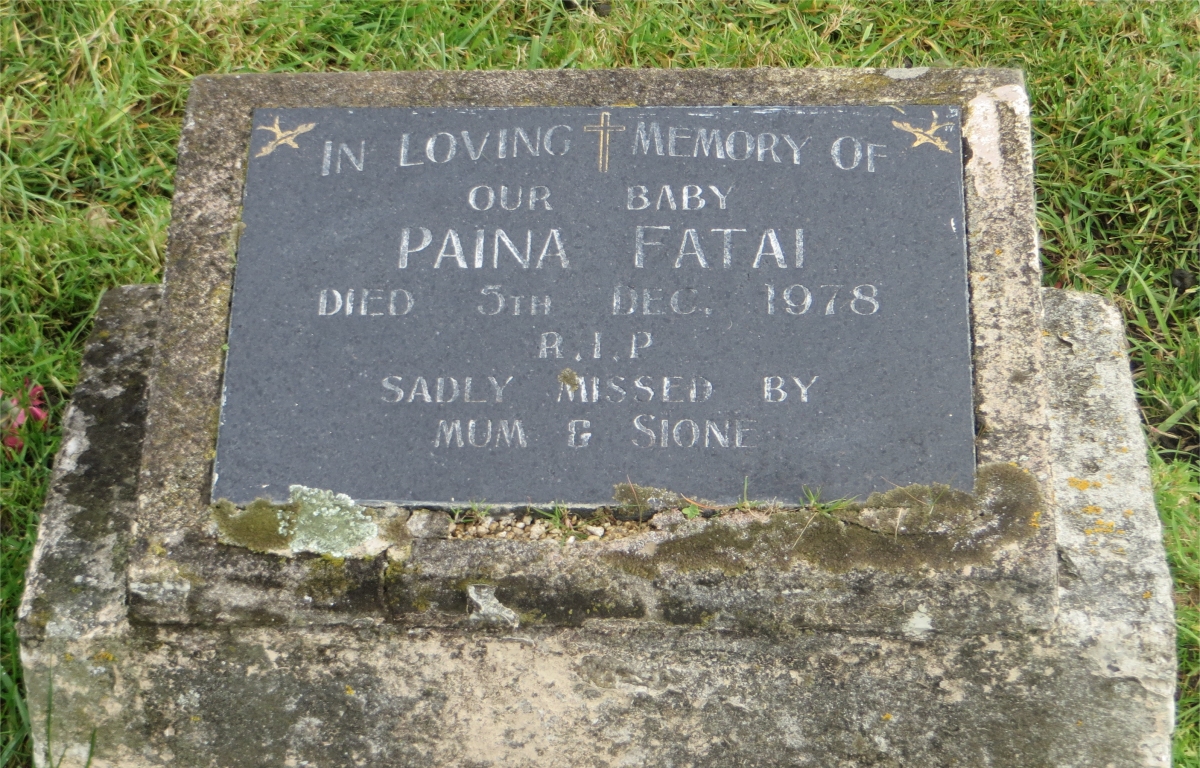 IN LOVING MEMORY OF
OUR BABY
PAINA FATAI
DIED 5TH DEC. 1978
R.I.P
SADLY MISSED BY
MUM & SIONE